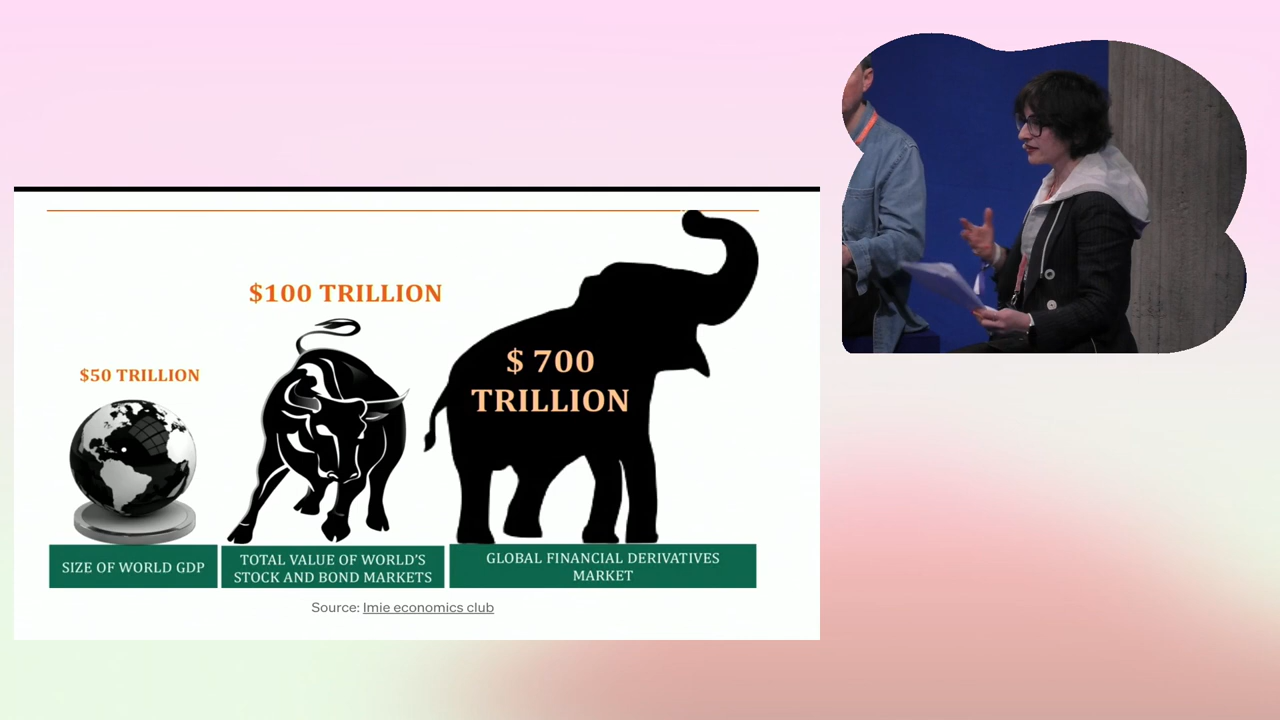 $100 TRILLION
$50 TRILLION
$ 700
TRILLION
SIZE OF WORLD GDP
TOTAL VALUE OF WORLD'S
STOCK AND BOND MARKETS
GLOBAL FINANCIAL DERIVATIVES
MARKET
Source: Imie economics club